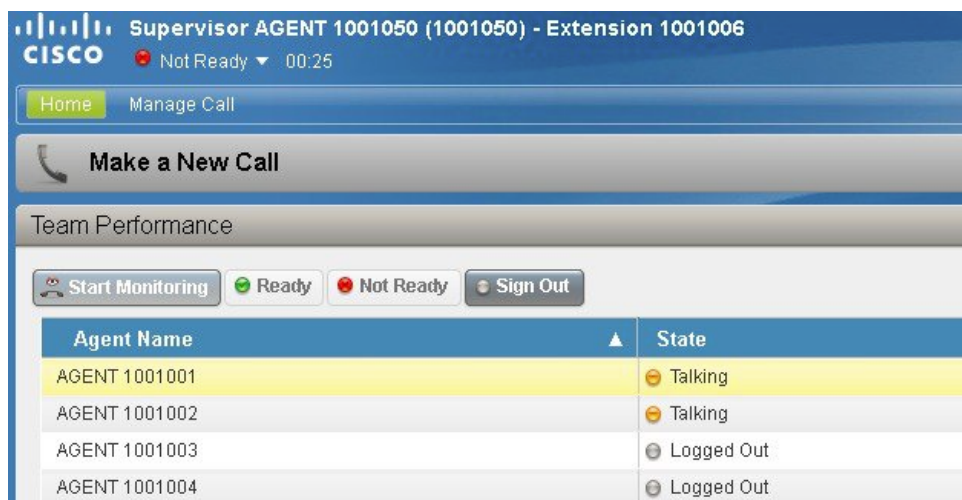 Supervisor AGENT 1001050 (1001050) - Extension 1001006
CISCO
Not Ready 00:25
Home Manage Call
Make a New Call
Team Performance
Start Monitoring Ready Not Ready Sign Out
Agent Name State
AGENT 1001001 Talking
AGENT 1001002 Talking
AGENT 1001003 Logged Out
AGENT 1001004 Logged Out